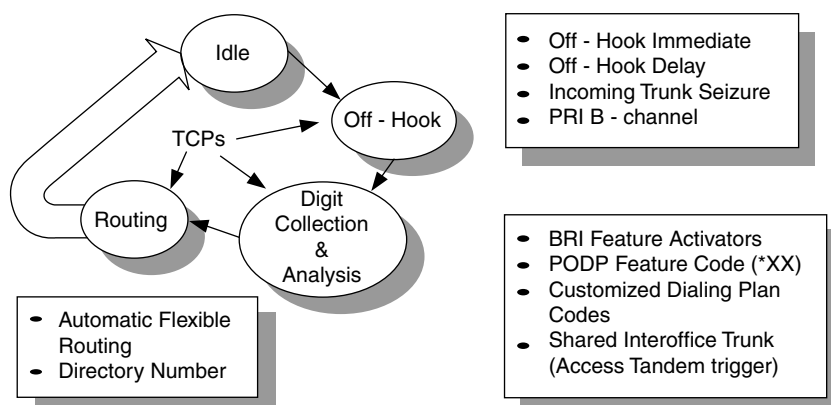 Idle
Off - Hook
TCPs
Routing
Digit
Collection
&
Analysis
• Off - Hook Immediate
• Off - Hook Delay
• Incoming Trunk Seizure
• PRI B - channel
• BRI Feature Activators
• PODP Feature Code (*XX)
• Customized Dialing Plan
Codes
• Shared Interoffice Trunk
(Access Tandem trigger)
• Automatic Flexible
Routing
• Directory Number